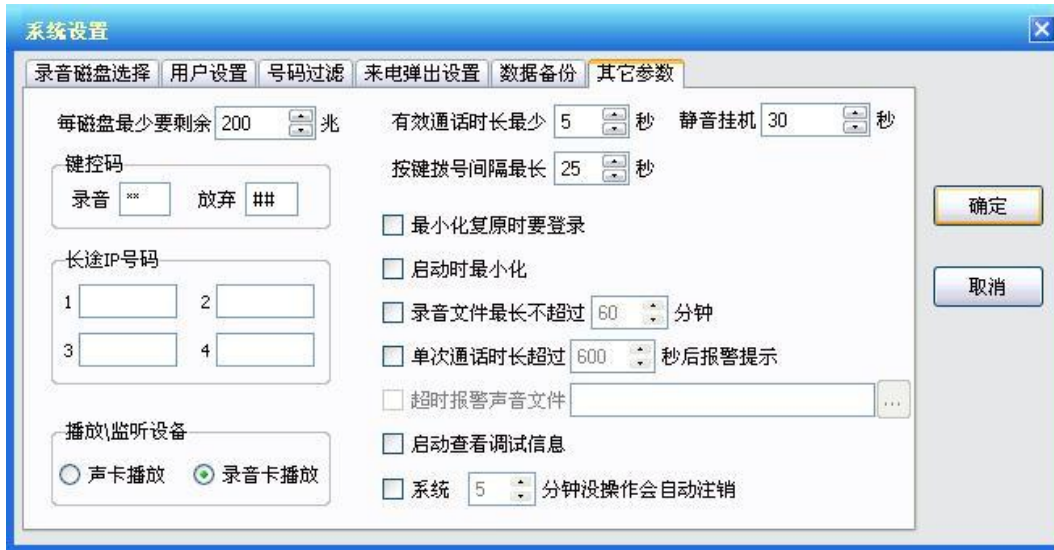 系统设置
录音磁盘选择 用户设置 号码过滤 来电弹出设置 数据备份 其它参数
每磁盘最少要剩余 200 兆 有效通话时长最少 5 秒 静音挂机 30 秒
键控码 按键拨号间隔最长 25 秒
录音 ** 放弃 ##
最小化复原时要登录
确定
长途IP号码
启动时最小化
取消
1 2
录音文件最长不超过 60 分钟
3 4
单次通话时长超过 600 秒后报警提示
超时报警声音文件 ...
播放\监听设备
启动查看调试信息
声卡播放 录音卡播放
系统 5 分钟没操作会自动注销